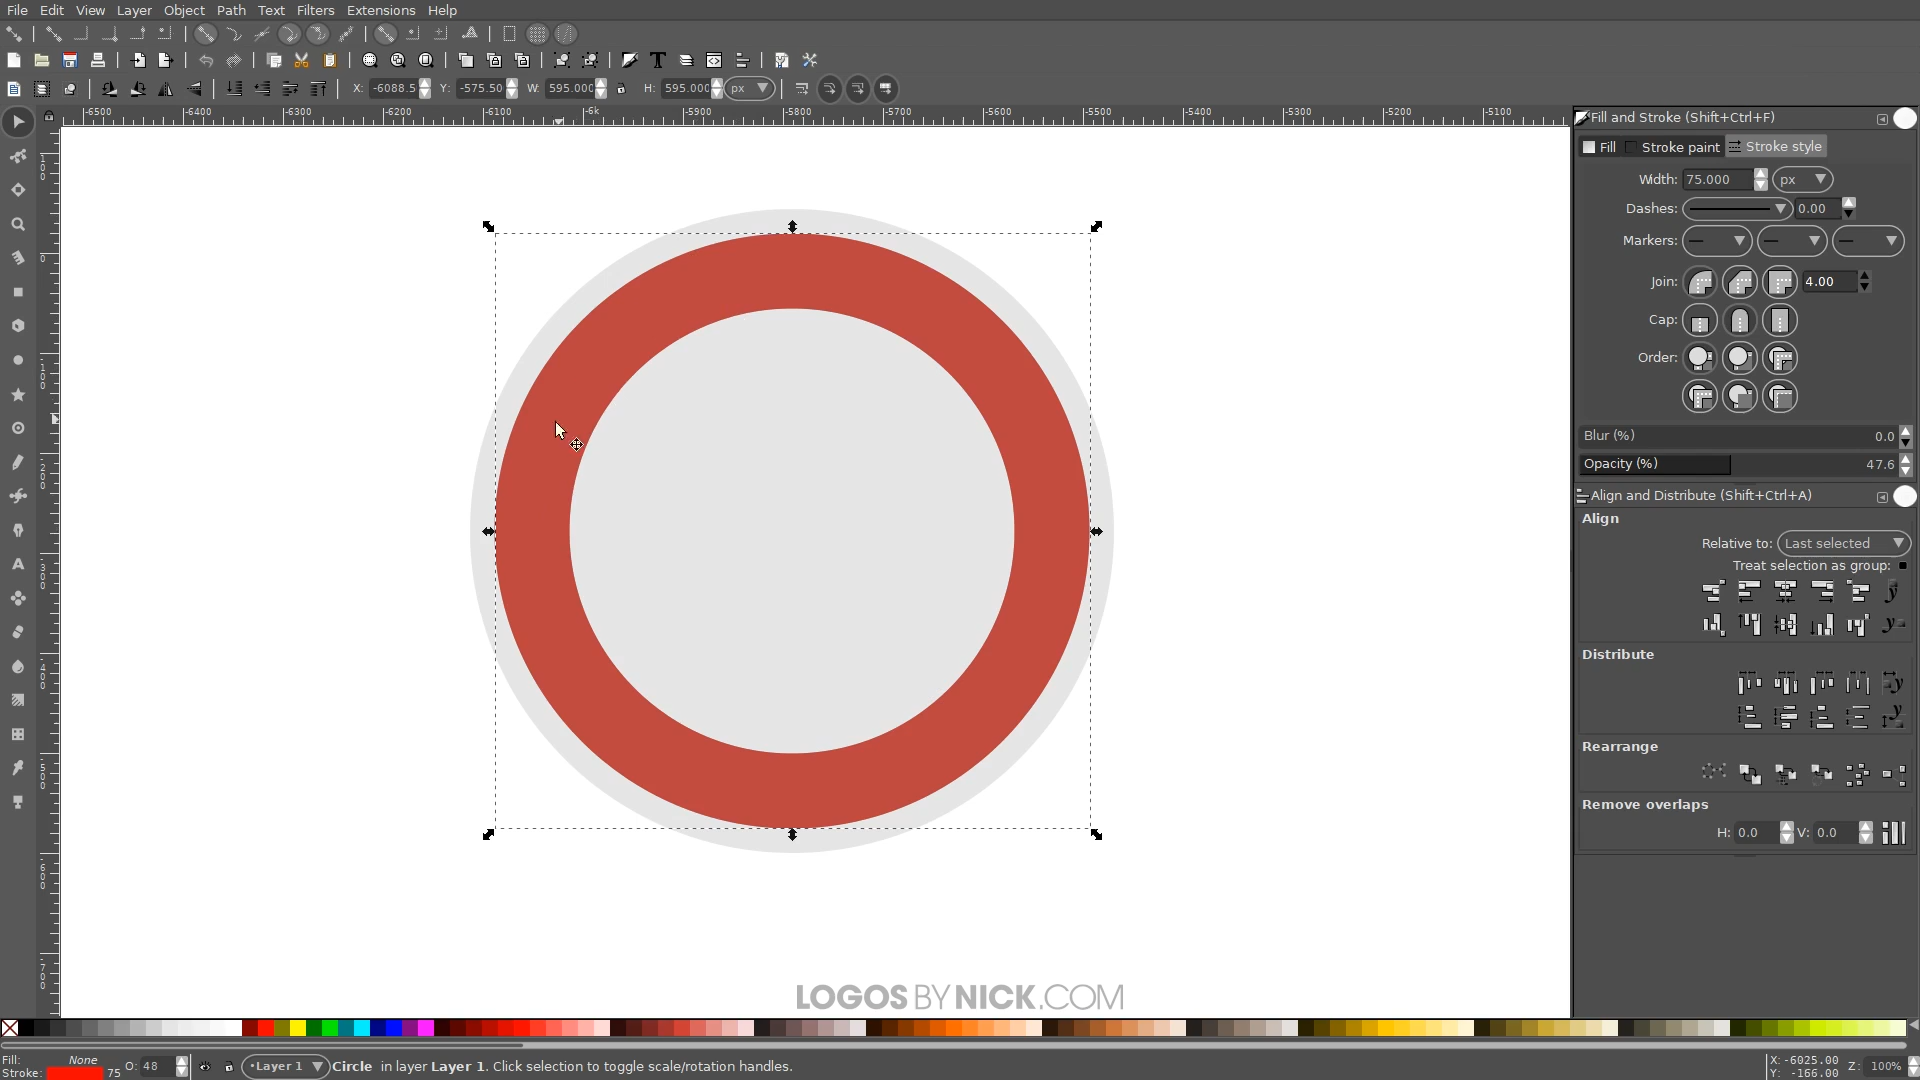 File Edit View Layer Object Path Text Filters Extensions Help
X: -6088.5 Y: -575.50 W: 595.000 H: 595.000 px
-6500 -6400 -6300 -6200 -6100 -6k -5900 -5800 -5700 -5600 -5500 -5400 -5300 -5200 -5100
Fill and Stroke (Shift+Ctrl+F)
Fill Stroke paint Stroke style
Width: 75.000 px
Dashes: 0.00
Markers:
Join: 4.00
Cap:
Order:
Blur (%) 0.0
Opacity (%) 47.6
Align and Distribute (Shift+Ctrl+A)
Align
Relative to: Last selected
Treat selection as group:
Distribute
Rearrange
Remove overlaps
H: 0.0 V: 0.0
LOGOS BY NICK.COM
Fill: None O: 48 •Layer 1 Circle in layer Layer 1. Click selection to toggle scale/rotation handles. X: -6025.00 Z: 100%
Stroke: 75 Y: -166.00